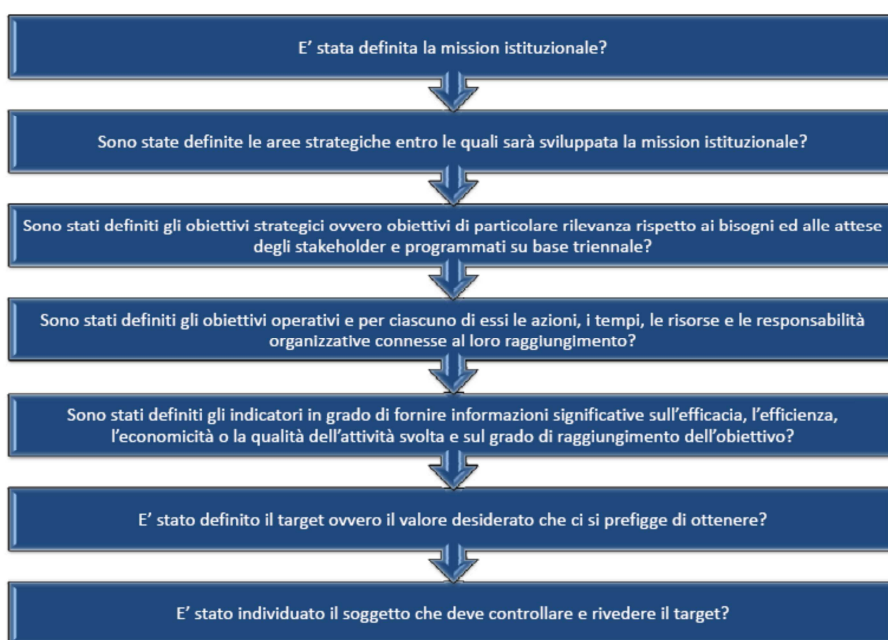 E' stata definita la mission istituzionale?
Sono state definite le aree strategiche entro le quali sarà sviluppata la mission istituzionale?
Sono stati definiti gli obiettivi strategici ovvero obiettivi di particolare rilevanza rispetto ai bisogni ed alle attese
degli stakeholder e programmati su base triennale?
Sono stati definiti gli obiettivi operativi e per ciascuno di essi le azioni, i tempi, le risorse e le responsabilità
organizzative connesse al loro raggiungimento?
Sono stati definiti gli indicatori in grado di fornire informazioni significative sull'efficacia, l'efficienza,
l'economicità o la qualità dell'attività svolta e sul grado di raggiungimento dell'obiettivo?
E' stato definito il target ovvero il valore desiderato che ci si prefigge di ottenere?
E' stato individuato il soggetto che deve controllare e rivedere il target?